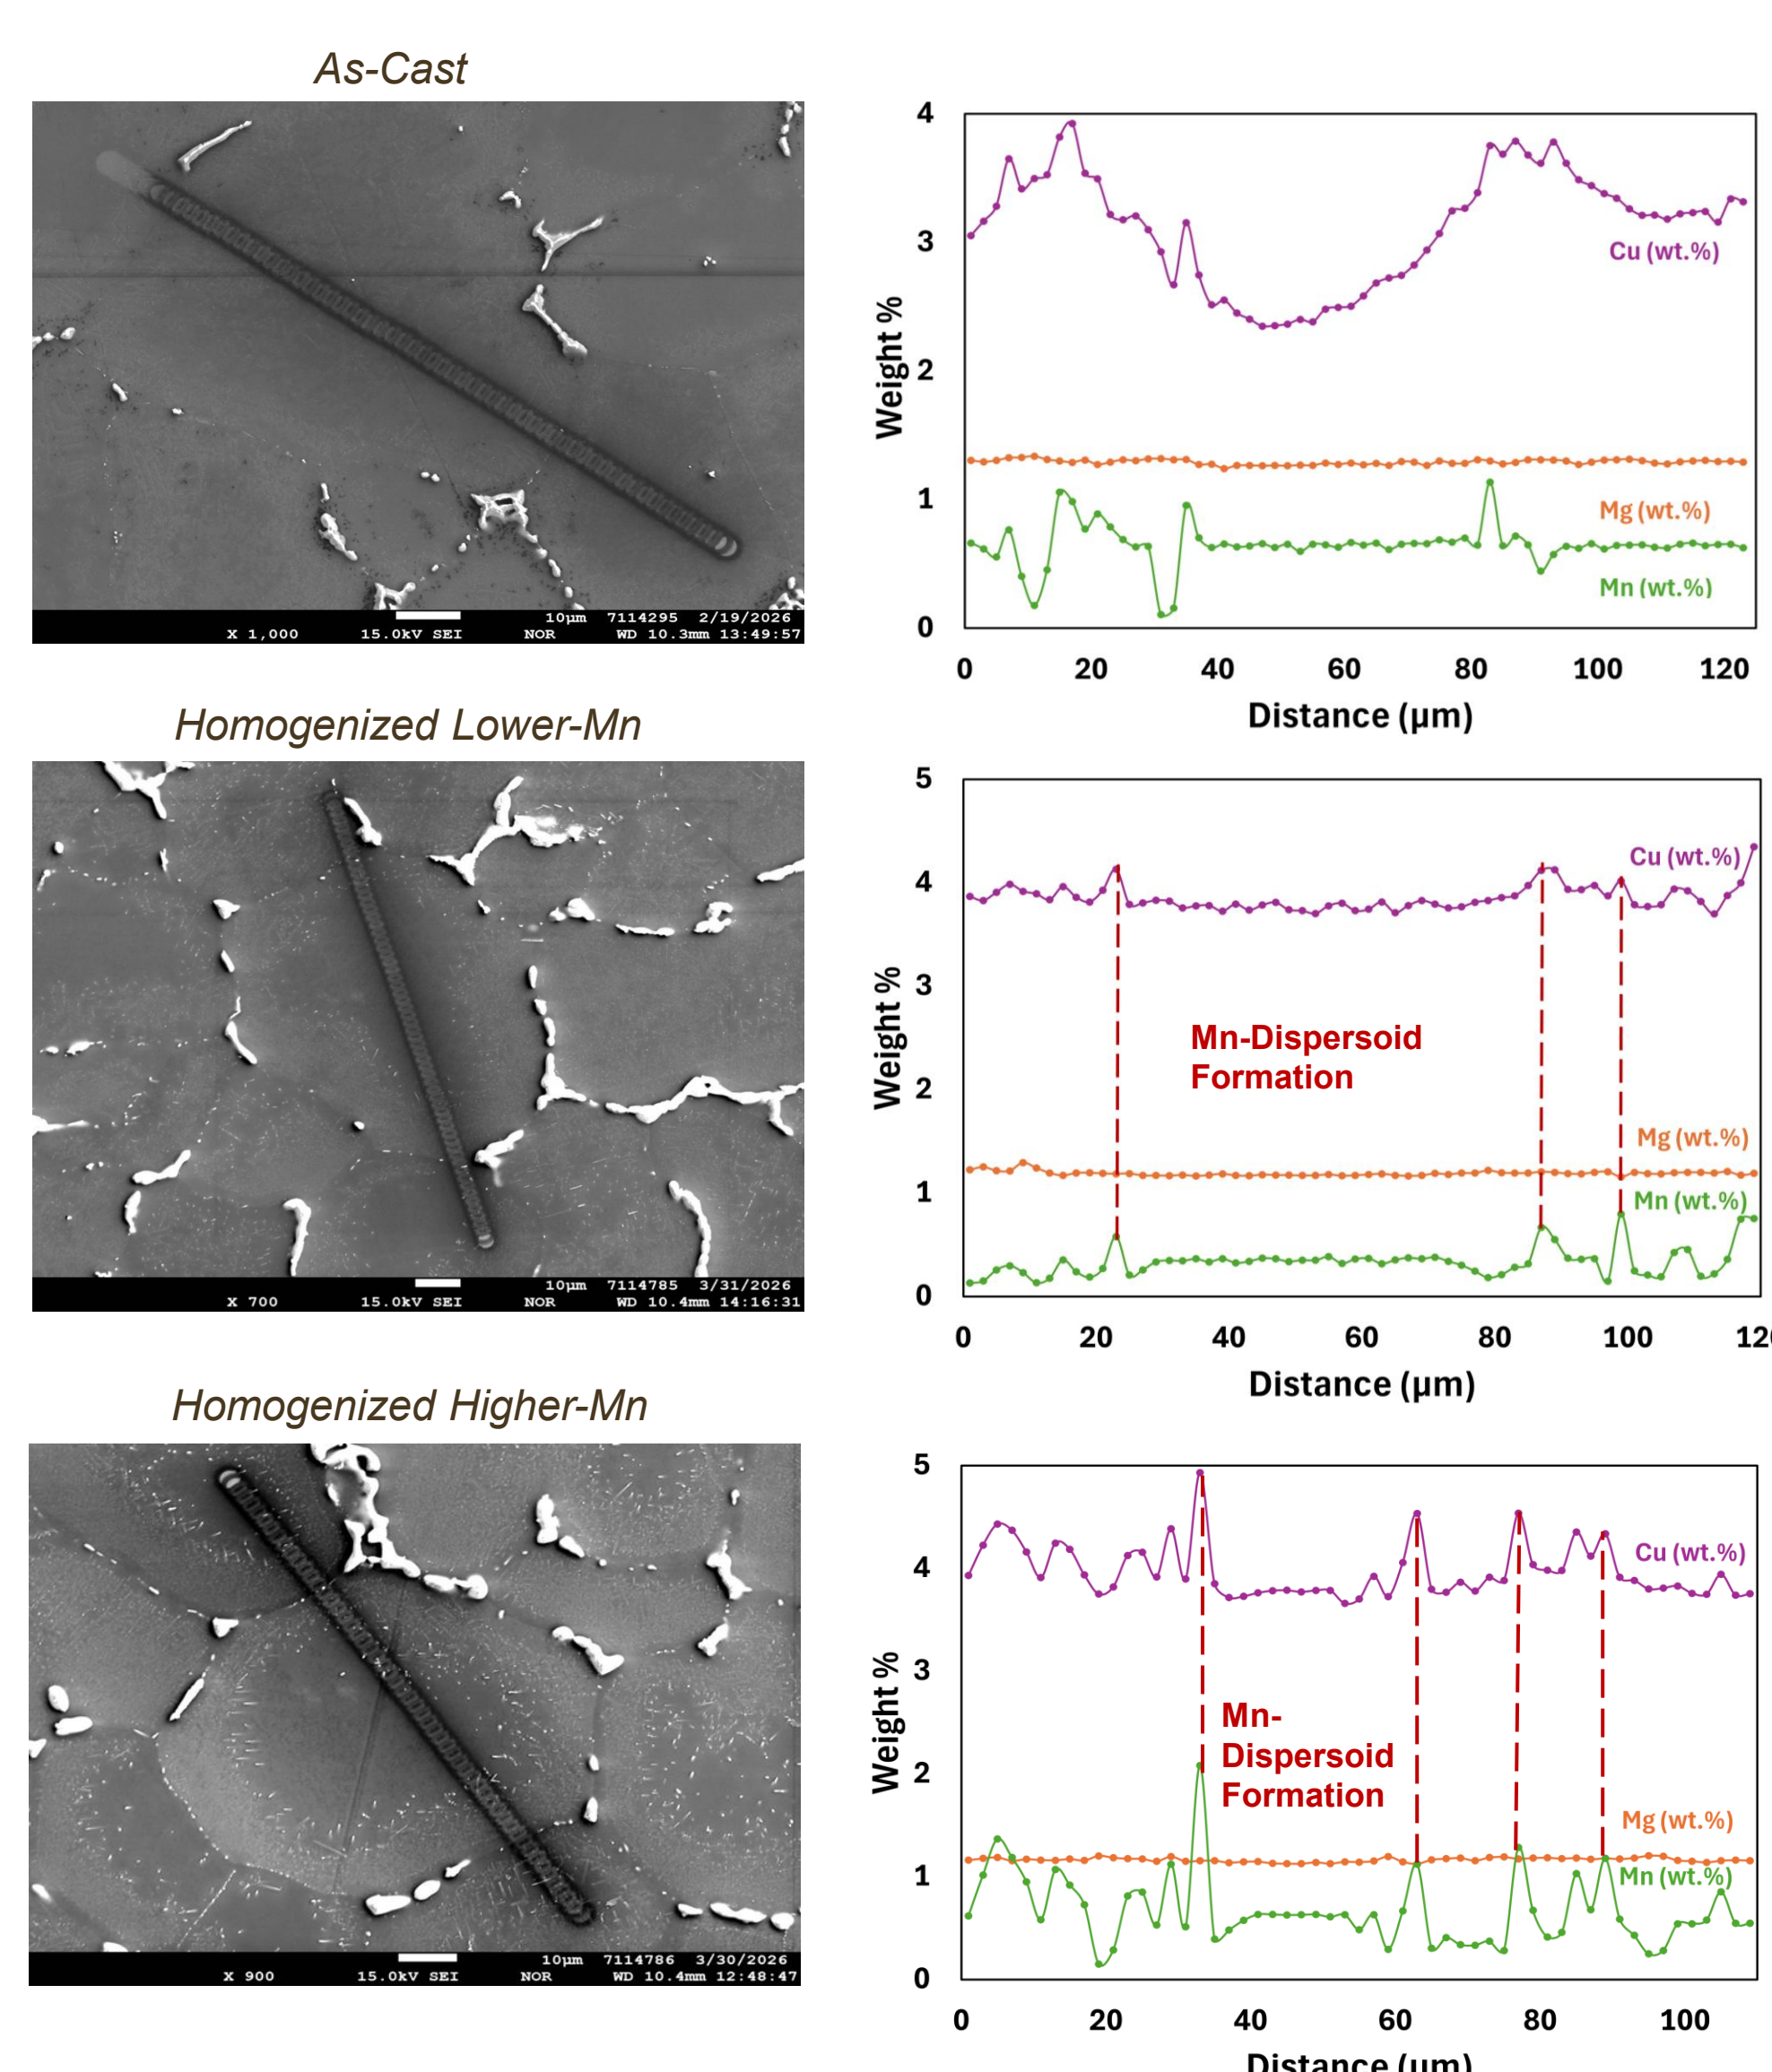 As-Cast
10µm 7114295 2/19/2026
X 1,000 15.0kV SEI NOR WD 10.3mm 13:49:57
4
3
2
1
0
Weight %
Cu (wt.%)
Mg (wt.%)
Mn (wt.%)
0 20 40 60 80 100 120
Distance (µm)
Homogenized Lower-Mn
10µm 7114785 3/31/2026
X 700 15.0kV SEI NOR WD 10.4mm 14:16:31
5
4
3
2
1
0
Weight %
Cu (wt.%)
Mn-Dispersoid
Formation
Mg (wt.%)
Mn (wt.%)
0 20 40 60 80 100 12
Distance (µm)
Homogenized Higher-Mn
10µm 7114786 3/30/2026
X 900 15.0kV SEI NOR WD 10.4mm 12:48:47
5
4
3
2
1
0
Weight %
Cu (wt.%)
Mn-
Dispersoid
Formation
Mg (wt.%)
Mn (wt.%)
0 20 40 60 80 100
Distance (µm)